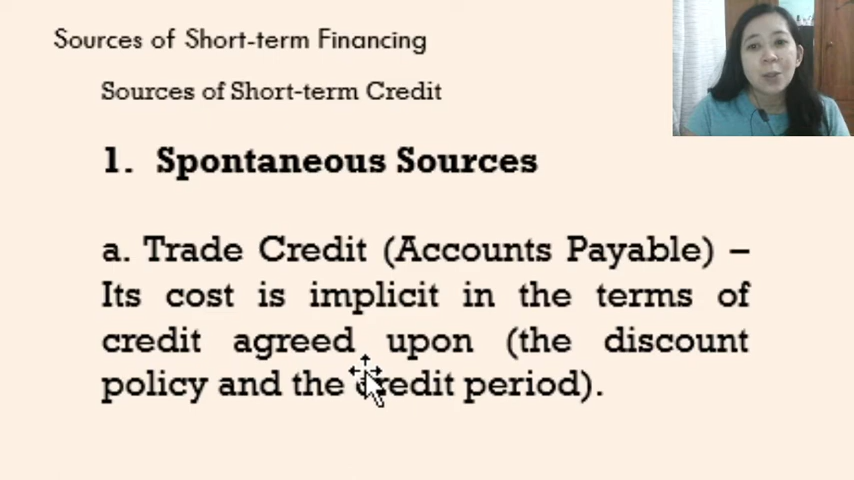 Sources of Short-term Financing
Sources of Short-term Credit
1. Spontaneous Sources
a. Trade Credit (Accounts Payable) –
Its cost is implicit in the terms of
credit agreed upon (the discount
policy and the credit period).